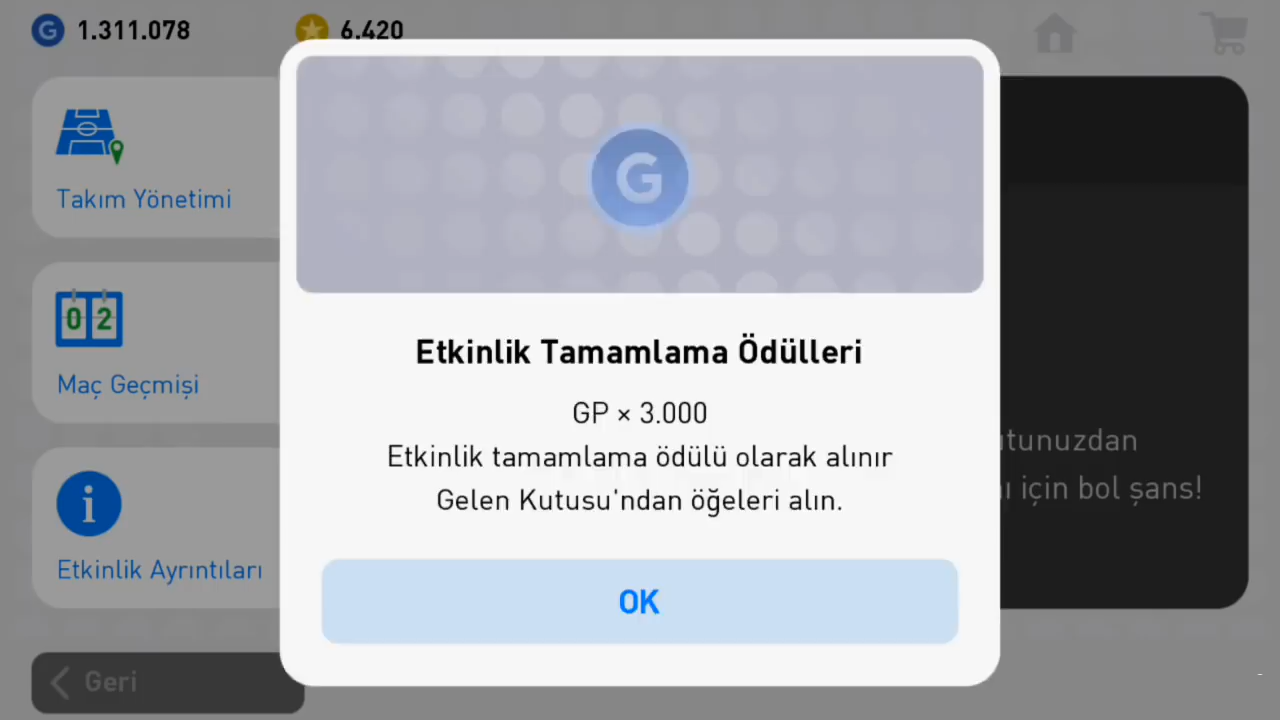 G 1.311.078
6.420
Takım Yönetimi
02
Maç Geçmişi
Etkinlik Ayrıntıları
Geri
G
Etkinlik Tamamlama Ödülleri
GP × 3.000
Etkinlik tamamlama ödülü olarak alınır
Gelen Kutusu'ndan öğeleri alın.
OK
için bol şans!